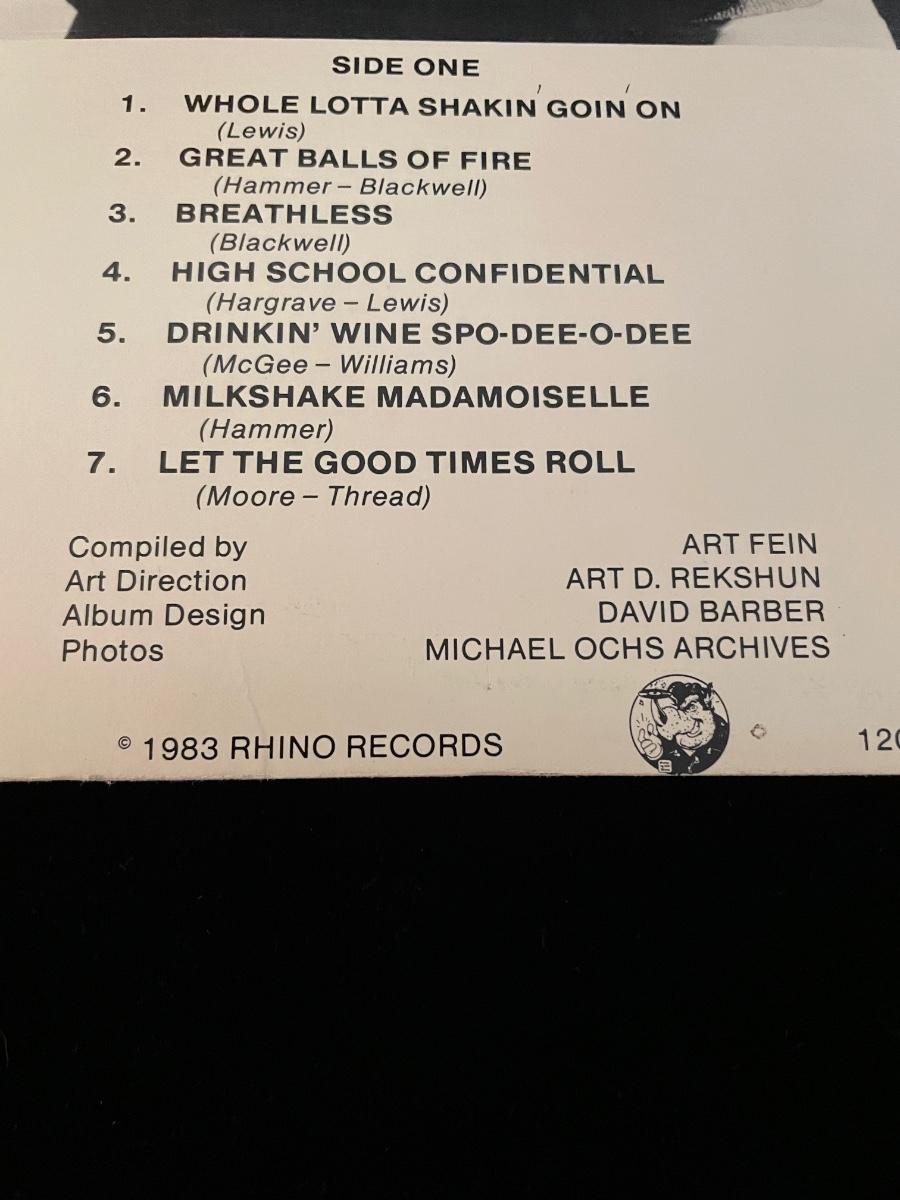 SIDE ONE
1. WHOLE LOTTA SHAKIN' GOIN' ON
(Lewis)
2. GREAT BALLS OF FIRE
(Hammer – Blackwell)
3. BREATHLESS
(Blackwell)
4. HIGH SCHOOL CONFIDENTIAL
(Hargrave – Lewis)
5. DRINKIN' WINE SPO-DEE-O-DEE
(McGee – Williams)
6. MILKSHAKE MADAMOISELLE
(Hammer)
7. LET THE GOOD TIMES ROLL
(Moore – Thread)
Compiled by ART FEIN
Art Direction ART D. REKSHUN
Album Design DAVID BARBER
Photos MICHAEL OCHS ARCHIVES
© 1983 RHINO RECORDS